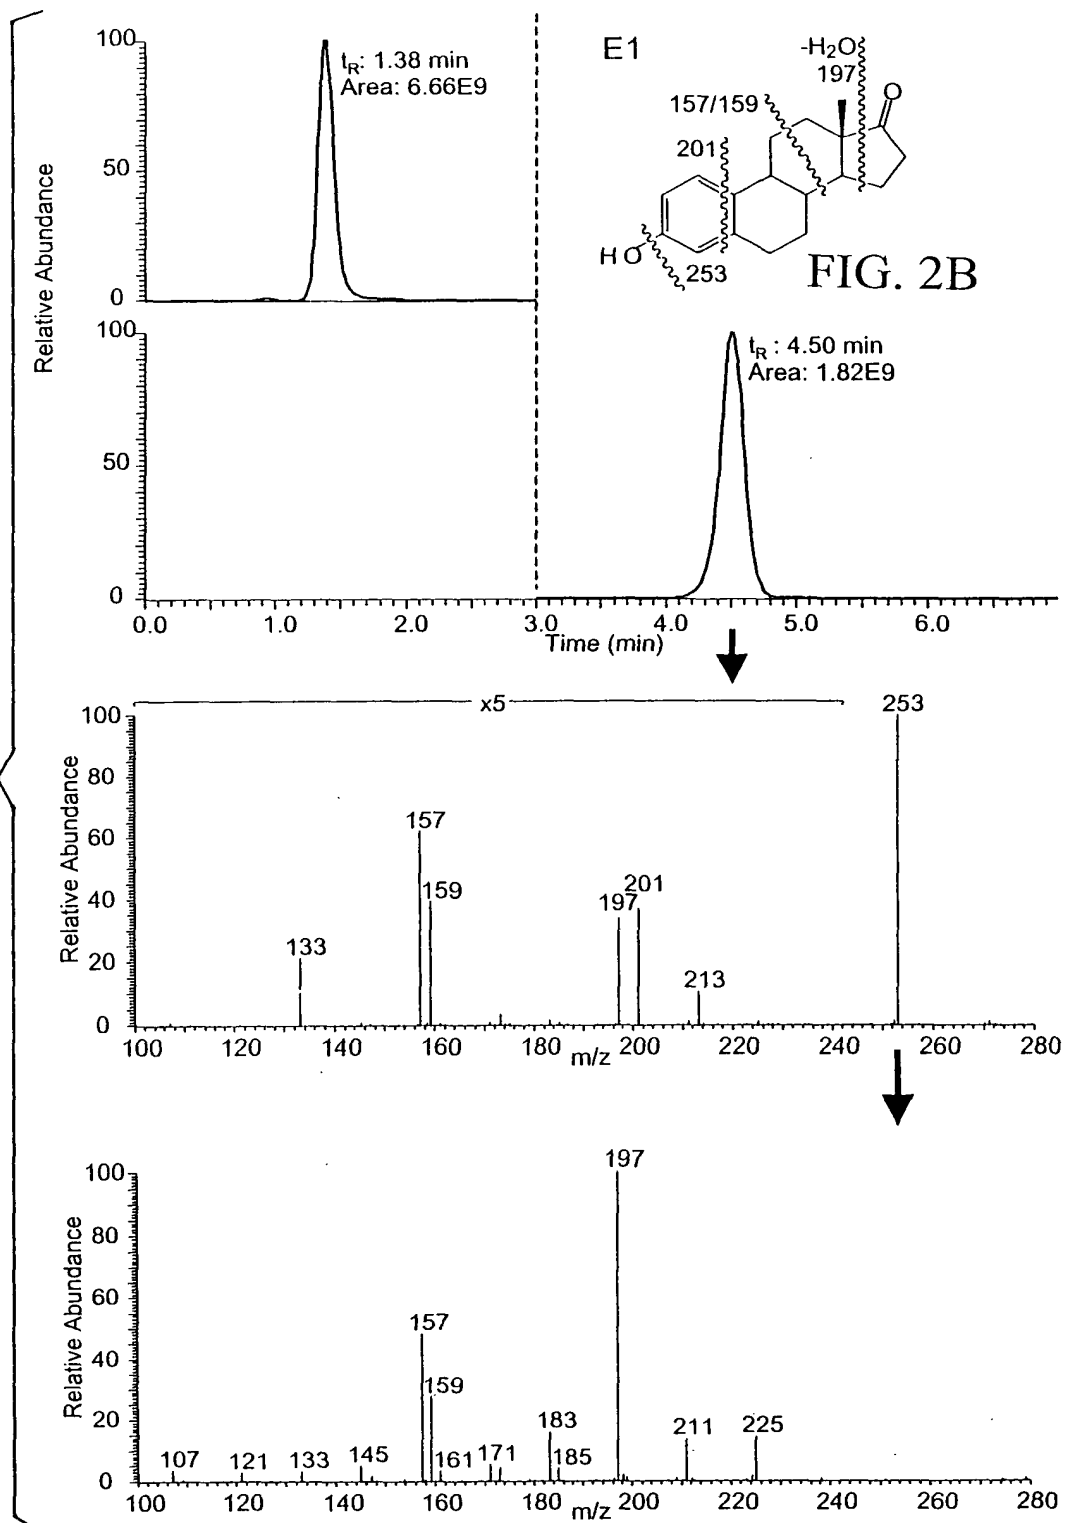 E1
-H₂O
197
O
157/159
201
HO
253
FIG. 2B
Relative Abundance
100
50
0
t_R: 1.38 min
Area: 6.66E9
100
50
0
t_R : 4.50 min
Area: 1.82E9
0.0 1.0 2.0 3.0 4.0 5.0 6.0
Time (min)
x5
Relative Abundance
100
80
60
40
20
0
133 157 159 197 201 213 253
100 120 140 160 180 200 220 240 260 280
m/z
Relative Abundance
100
80
60
40
20
0
107 121 133 145 157 159 161 171 183 185 197 211 225
100 120 140 160 180 200 220 240 260 280
m/z